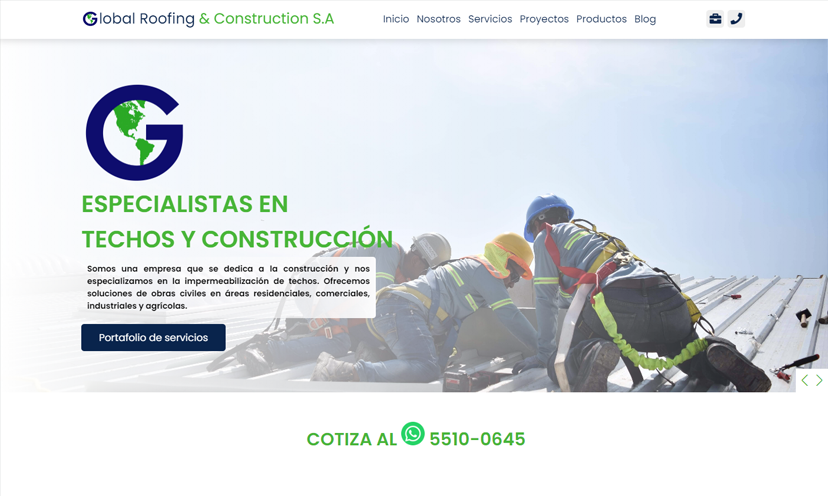 Global Roofing & Construction S.A
Inicio Nosotros Servicios Proyectos Productos Blog
ESPECIALISTAS EN
TECHOS Y CONSTRUCCIÓN
Somos una empresa que se dedica a la construcción y nos
especializamos en la impermeabilización de techos. Ofrecemos
soluciones de obras civiles en áreas residenciales, comerciales,
industriales y agrícolas.
Portafolio de servicios
COTIZA AL 5510-0645